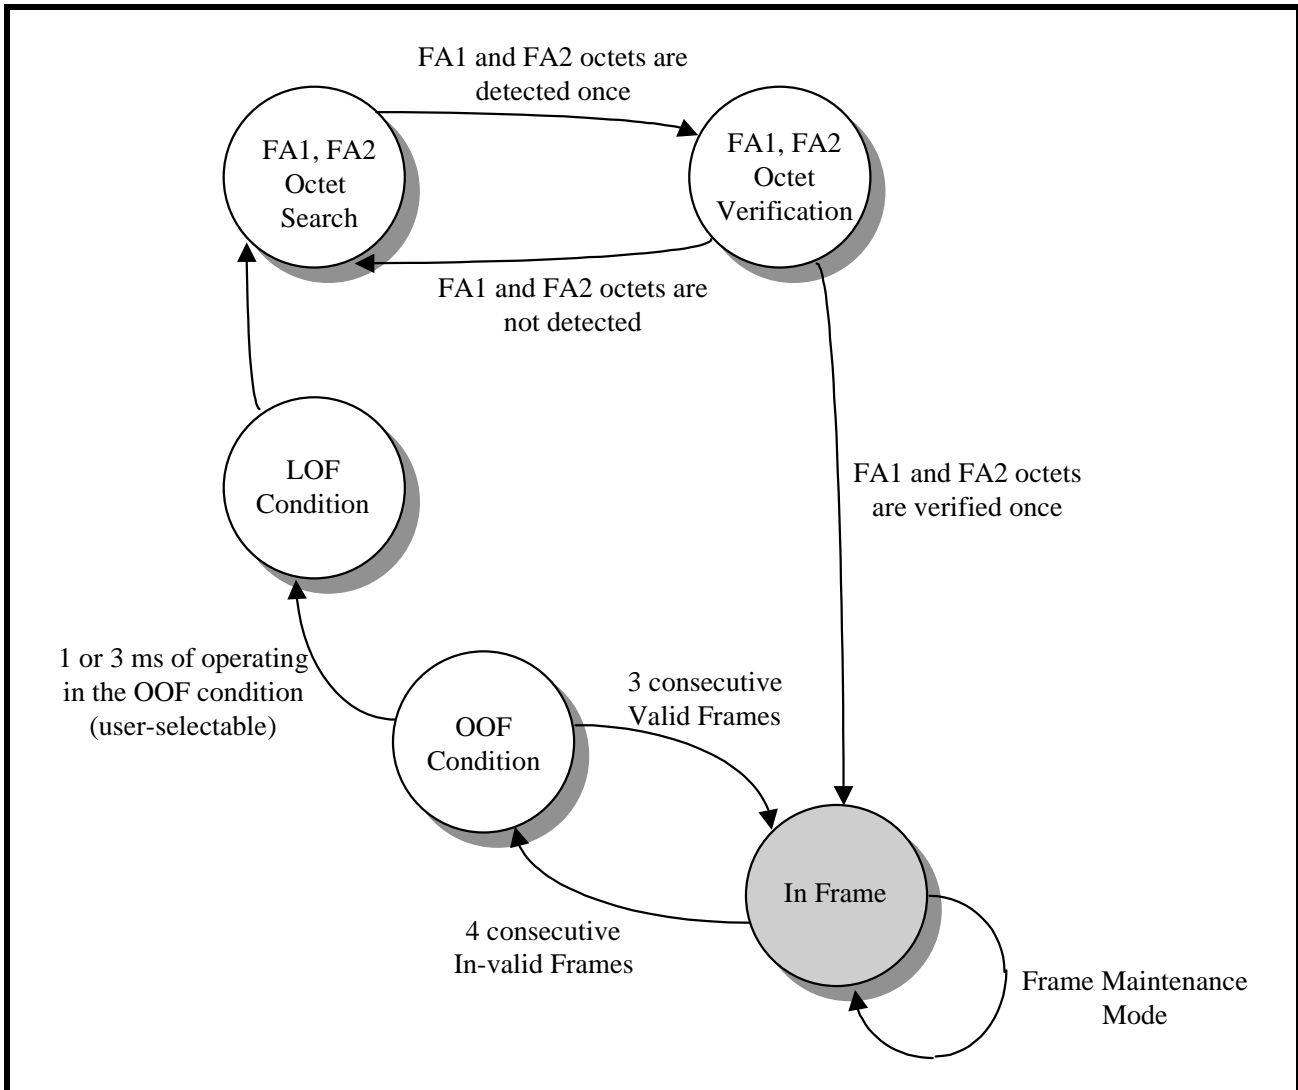 FA1 and FA2 octets are
detected once
FA1, FA2
Octet
Search
FA1, FA2
Octet
Verification
FA1 and FA2 octets are
not detected
LOF
Condition
FA1 and FA2 octets
are verified once
1 or 3 ms of operating
in the OOF condition
(user-selectable)
3 consecutive
Valid Frames
OOF
Condition
In Frame
4 consecutive
In-valid Frames
Frame Maintenance
Mode